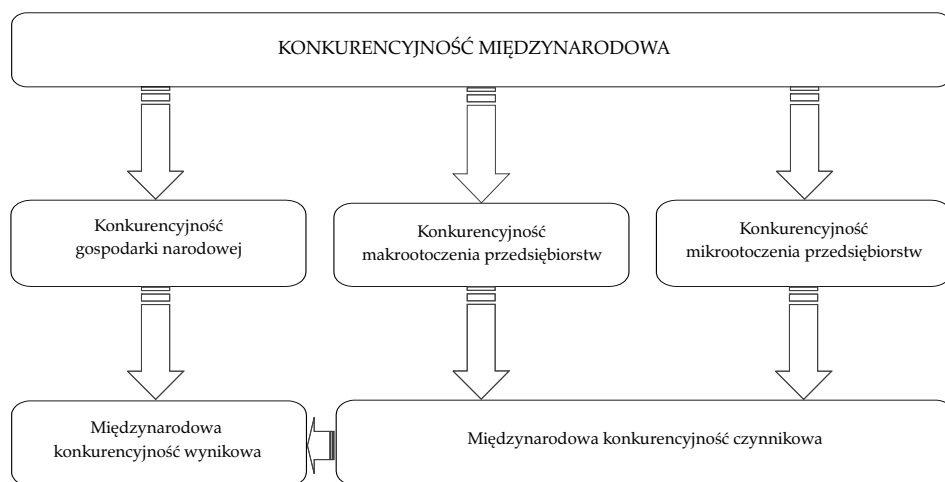 KONKURENCYJNOŚĆ MIĘDZYNARODOWA
Konkurencyjność
gospodarki narodowej
Konkurencyjność
makrootoczenia przedsiębiorstw
Konkurencyjność
mikrootoczenia przedsiębiorstw
Międzynarodowa
konkurencyjność wynikowa
Międzynarodowa konkurencyjność czynnikowa